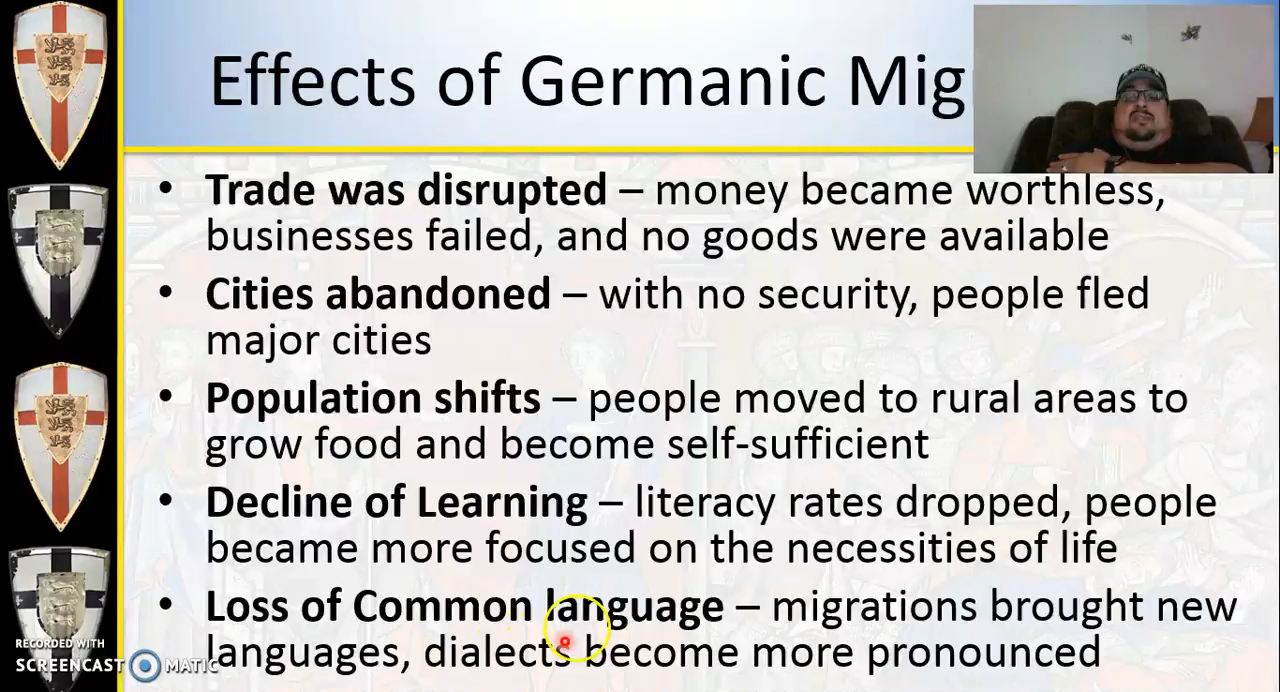 Effects of Germanic Mig
• Trade was disrupted – money became worthless,
businesses failed, and no goods were available
• Cities abandoned – with no security, people fled
major cities
• Population shifts – people moved to rural areas to
grow food and become self-sufficient
• Decline of Learning – literacy rates dropped, people
became more focused on the necessities of life
• Loss of Common language – migrations brought new
languages, dialects become more pronounced
RECORDED WITH
SCREENCAST MATIC